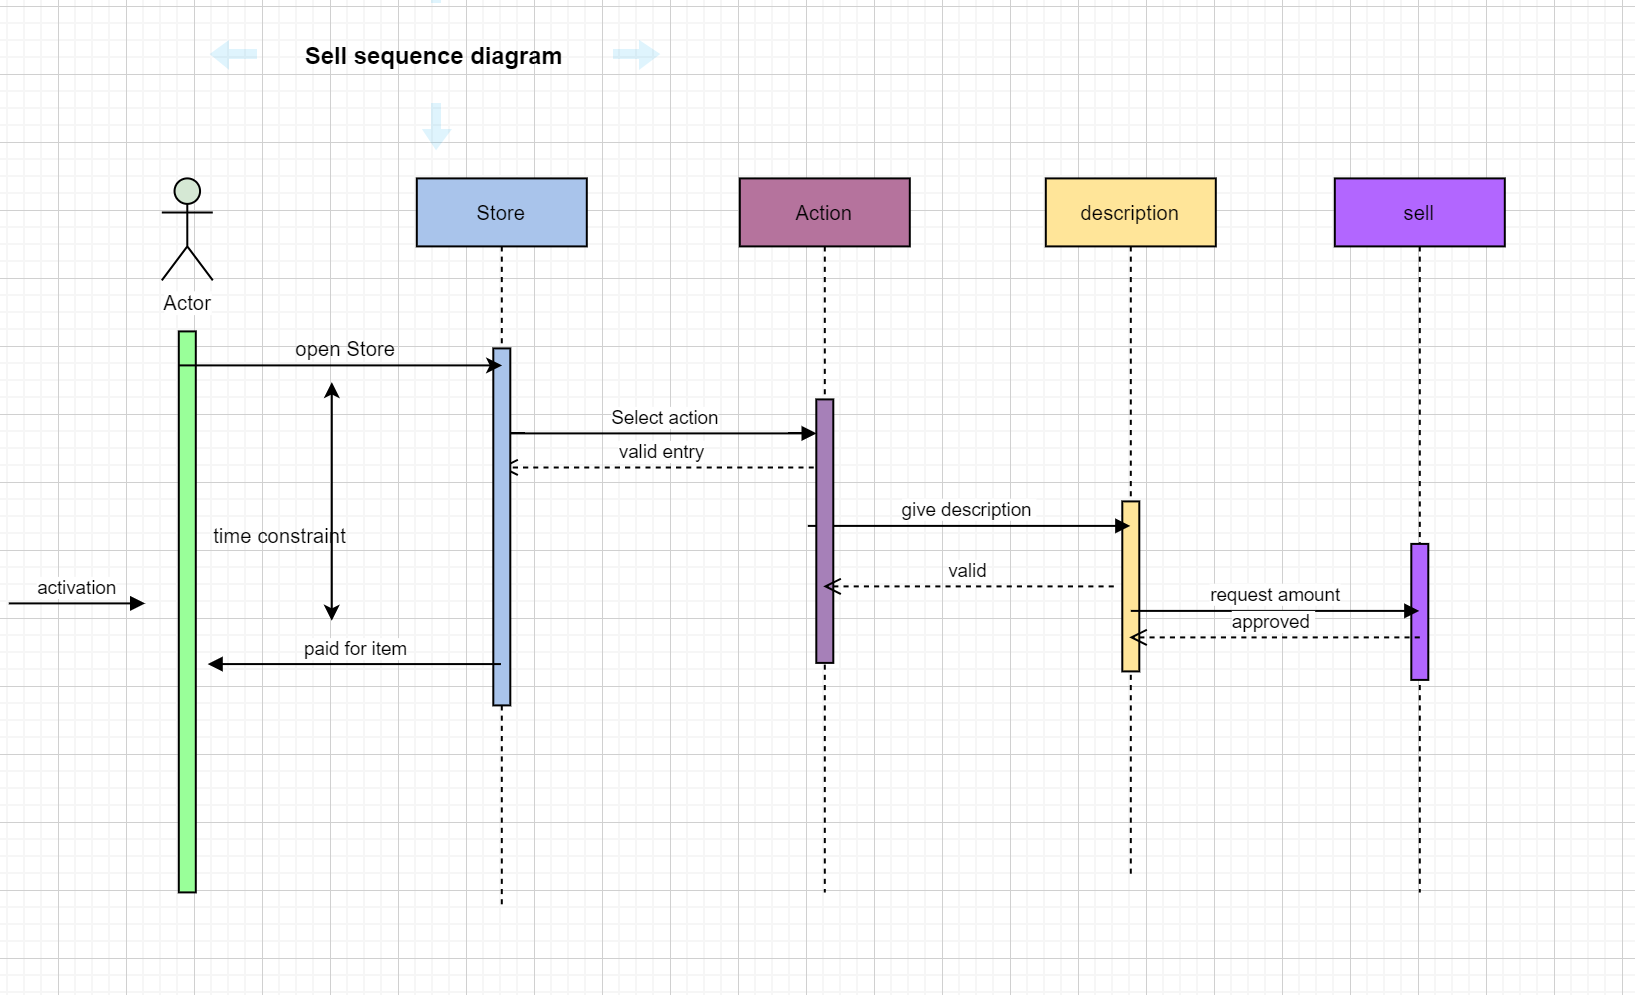 Sell sequence diagram
Store
Action
description
sell
Actor
open Store
Select action
valid entry
give description
time constraint
valid
activation
request amount
approved
paid for item